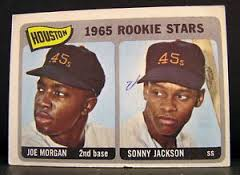 HOUSTON
1965 ROOKIE STARS
45s
45s
JOE MORGAN 2nd base
SONNY JACKSON SS